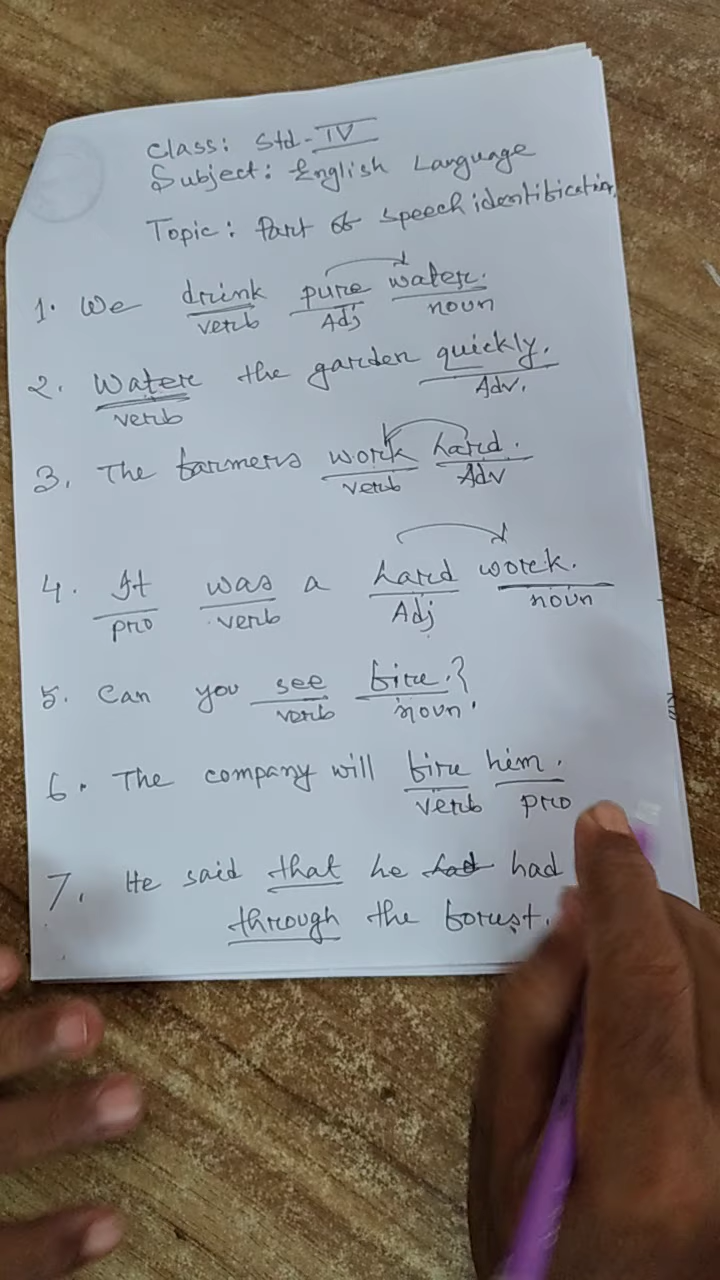 Class: Std - IV
Subject: English Language
Topic: Part of speech identification
1. We drink pure water.
verb Adj noun
2. Water the garden quickly.
verb Adv.
3. The farmers work hard.
verb Adv
4. It was a hard work.
pro verb Adj noun
5. Can you see fire.?
verb noun.
6. The company will fire him.
verb pro
7. He said that he had had
through the forest.